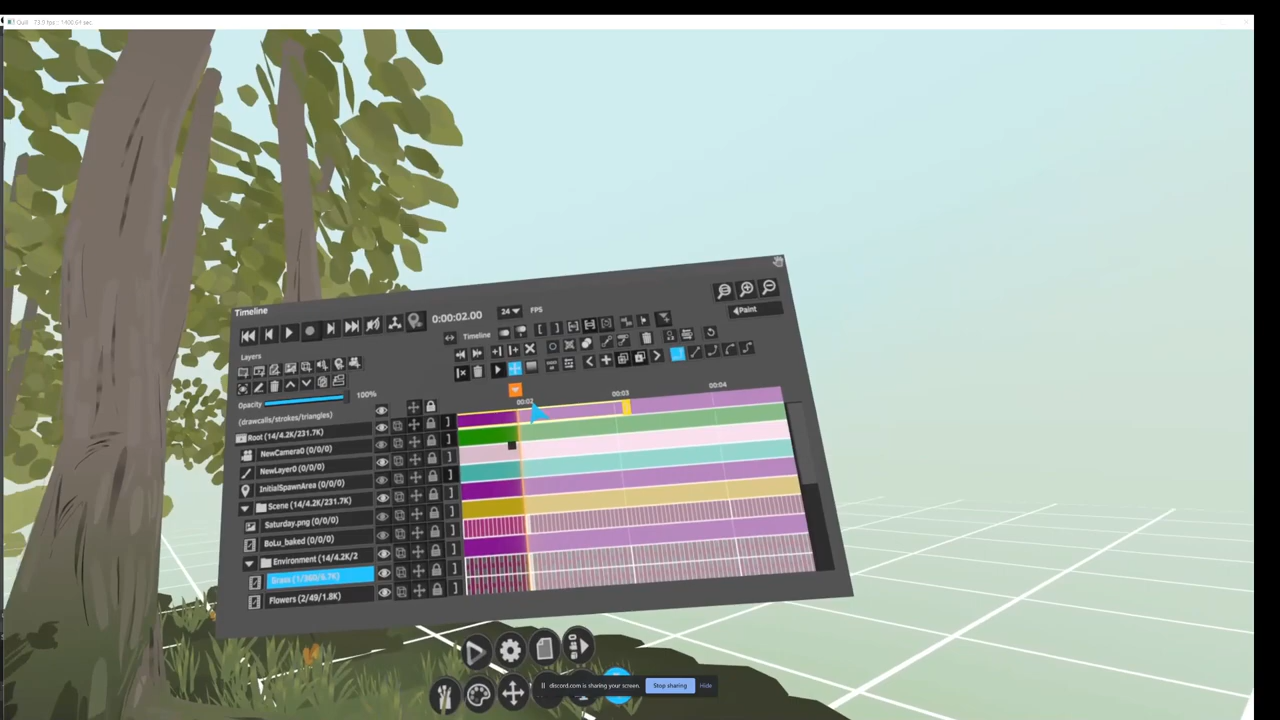 Quill
Timeline
0:00:02.00
24 FPS
Timeline
Paint
Layers
Opacity 100%
(drawcalls/strokes/triangles)
00:02 00:03 00:04
Root (14/4.2K/231.7K)
NewCamera0 (0/0/0)
NewLayer0 (0/0/0)
InitialSpawnArea (0/0/0)
Scene (14/4.2K/231.7K)
Saturday.png (0/0/0)
BoLu_baked (0/0/0)
Environment (14/4.2K/2
Grass
Flowers (2/49/1.8K)
discord.com is sharing your screen. Stop sharing Hide